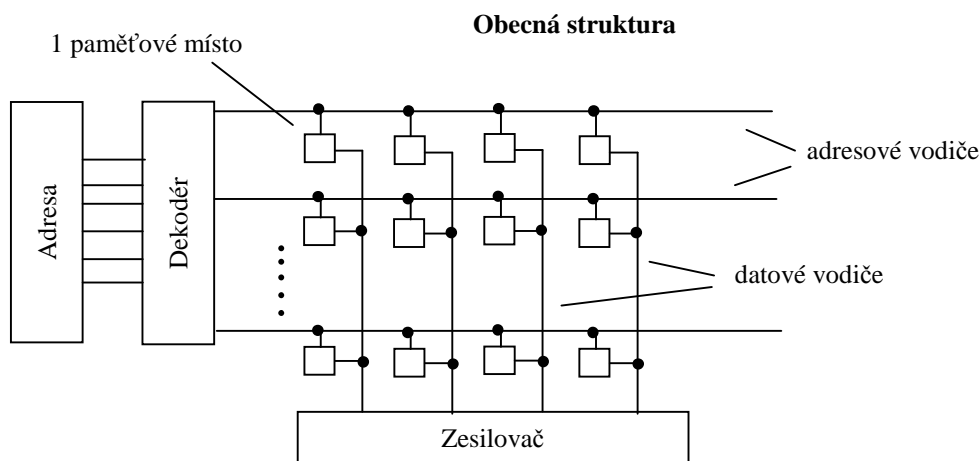 Obecná struktura
1 paměťové místo
adresové vodiče
Adresa
Dekodér
datové vodiče
Zesilovač